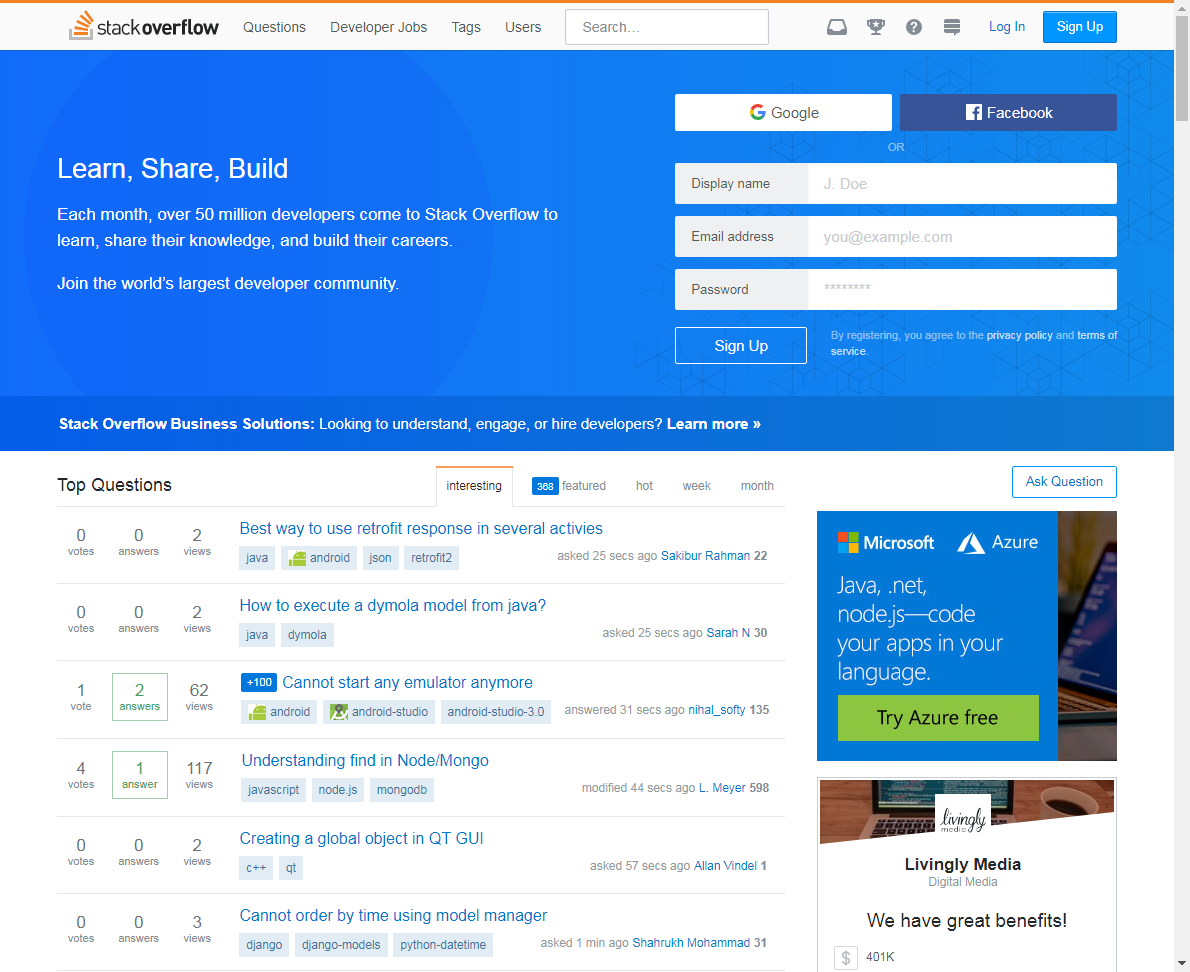 stackoverflow Questions Developer Jobs Tags Users Search... Log In Sign Up
Google Facebook
OR
Learn, Share, Build
Each month, over 50 million developers come to Stack Overflow to
learn, share their knowledge, and build their careers.
Join the world's largest developer community.
Display name J. Doe
Email address you@example.com
Password ********
Sign Up
By registering, you agree to the privacy policy and terms of
service.
Stack Overflow Business Solutions: Looking to understand, engage, or hire developers? Learn more »
Top Questions interesting 368 featured hot week month
Ask Question
0 votes 0 answers 2 views
Best way to use retrofit response in several activies
java android json retrofit2
asked 25 secs ago Sakibur Rahman 22
0 votes 0 answers 2 views
How to execute a dymola model from java?
java dymola
asked 25 secs ago Sarah N 30
1 vote 2 answers 62 views
+100 Cannot start any emulator anymore
android android-studio android-studio-3.0
answered 31 secs ago nihal_softy 135
4 votes 1 answer 117 views
Understanding find in Node/Mongo
javascript node.js mongodb
modified 44 secs ago L. Meyer 598
0 votes 0 answers 2 views
Creating a global object in QT GUI
c++ qt
asked 57 secs ago Allan Vindel 1
0 votes 0 answers 3 views
Cannot order by time using model manager
django django-models python-datetime
asked 1 min ago Shahrukh Mohammad 31
Microsoft Azure
Java, .net,
node.js—code
your apps in your
language.
Try Azure free
livingly
media
Livingly Media
Digital Media
We have great benefits!
$ 401K